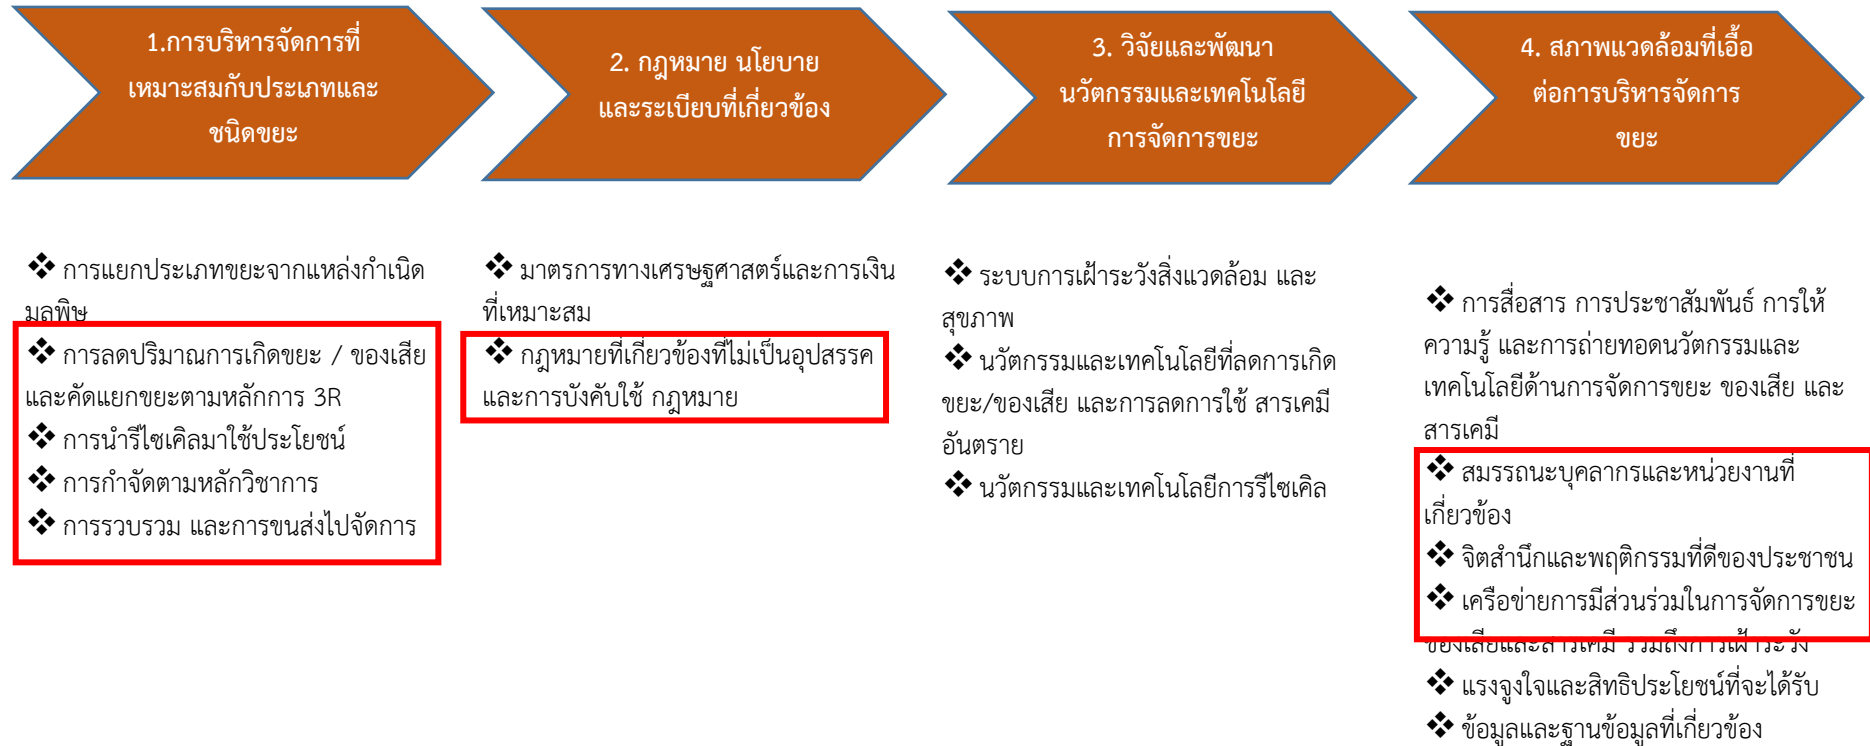 1.การบริหารจัดการที่
เหมาะสมกับประเภทและ
ชนิดขยะ
2. กฎหมาย นโยบาย
และระเบียบที่เกี่ยวข้อง
3. วิจัยและพัฒนา
นวัตกรรมและเทคโนโลยี
การจัดการขยะ
4. สภาพแวดล้อมที่เอื้อ
ต่อการบริหารจัดการ
ขยะ
❖ การแยกประเภทขยะจากแหล่งกำเนิด
มลพิษ
❖ การลดปริมาณการเกิดขยะ / ของเสีย
และคัดแยกขยะตามหลักการ 3R
❖ การนำรีไซเคิลมาใช้ประโยชน์
❖ การกำจัดตามหลักวิชาการ
❖ การรวบรวม และการขนส่งไปจัดการ
❖ มาตรการทางเศรษฐศาสตร์และการเงิน
ที่เหมาะสม
❖ กฎหมายที่เกี่ยวข้องที่ไม่เป็นอุปสรรค
และการบังคับใช้ กฎหมาย
❖ ระบบการเฝ้าระวังสิ่งแวดล้อม และ
สุขภาพ
❖ นวัตกรรมและเทคโนโลยีที่ลดการเกิด
ขยะ/ของเสีย และการลดการใช้ สารเคมี
อันตราย
❖ นวัตกรรมและเทคโนโลยีการรีไซเคิล
❖ การสื่อสาร การประชาสัมพันธ์ การให้
ความรู้ และการถ่ายทอดนวัตกรรมและ
เทคโนโลยีด้านการจัดการขยะ ของเสีย และ
สารเคมี
❖ สมรรถนะบุคลากรและหน่วยงานที่
เกี่ยวข้อง
❖ จิตสำนึกและพฤติกรรมที่ดีของประชาชน
❖ เครือข่ายการมีส่วนร่วมในการจัดการขยะ
ของเสียและสารเคมี รวมถึงการเฝ้าระวัง
❖ แรงจูงใจและสิทธิประโยชน์ที่จะได้รับ
❖ ข้อมูลและฐานข้อมูลที่เกี่ยวข้อง